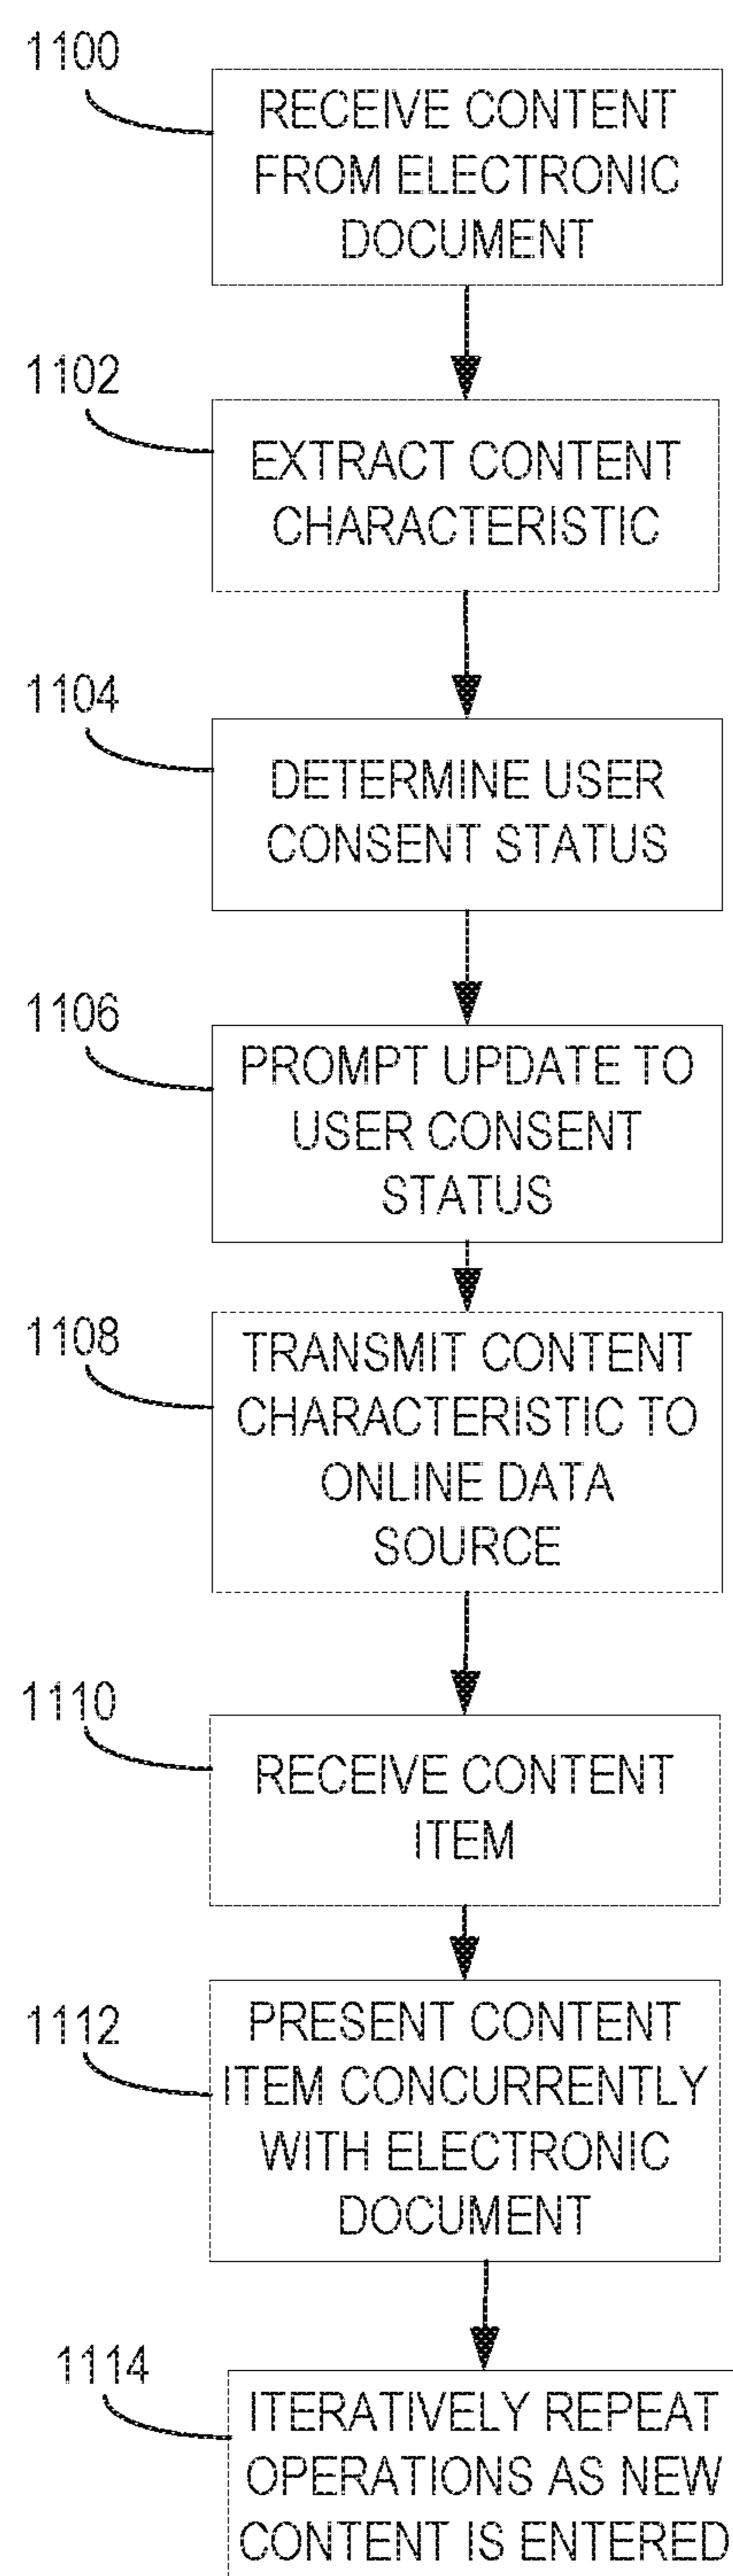 1100
RECEIVE CONTENT
FROM ELECTRONIC
DOCUMENT
1102
EXTRACT CONTENT
CHARACTERISTIC
1104
DETERMINE USER
CONSENT STATUS
1106
PROMPT UPDATE TO
USER CONSENT
STATUS
1108
TRANSMIT CONTENT
CHARACTERISTIC TO
ONLINE DATA
SOURCE
1110
RECEIVE CONTENT
ITEM
1112
PRESENT CONTENT
ITEM CONCURRENTLY
WITH ELECTRONIC
DOCUMENT
1114
ITERATIVELY REPEAT
OPERATIONS AS NEW
CONTENT IS ENTERED